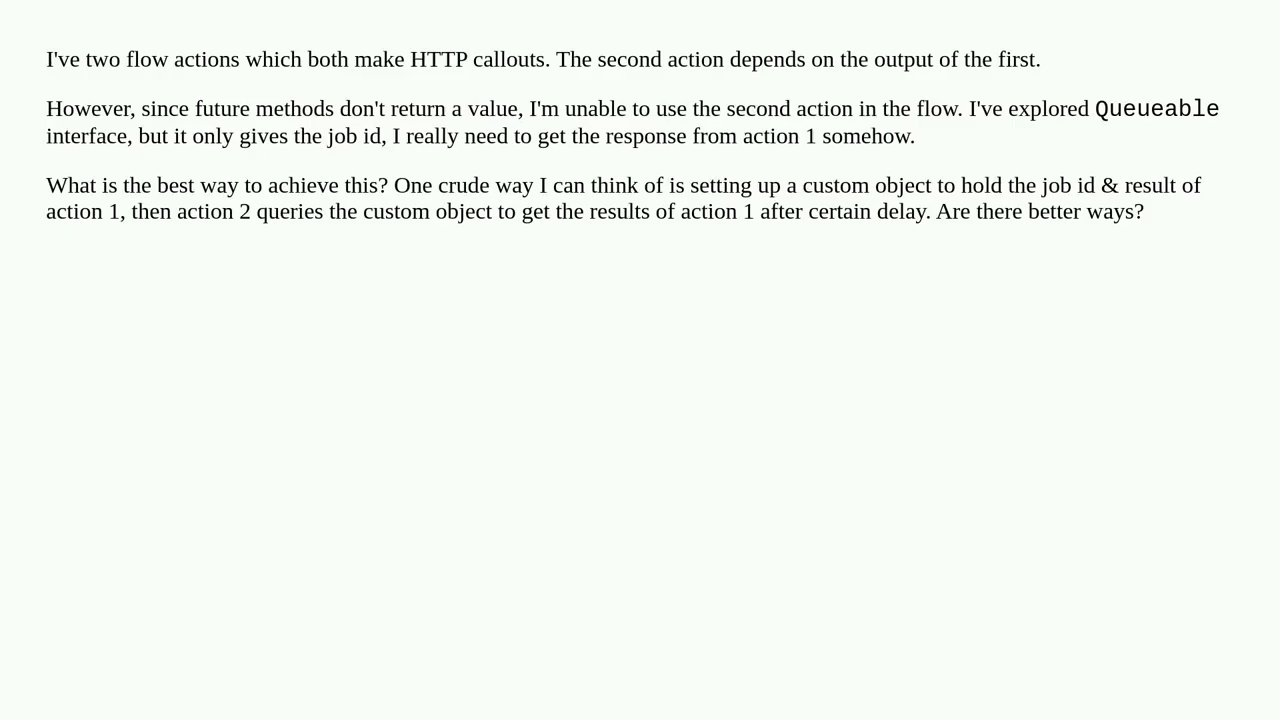 I've two flow actions which both make HTTP callouts. The second action depends on the output of the first.
However, since future methods don't return a value, I'm unable to use the second action in the flow. I've explored Queueable
interface, but it only gives the job id, I really need to get the response from action 1 somehow.
What is the best way to achieve this? One crude way I can think of is setting up a custom object to hold the job id & result of
action 1, then action 2 queries the custom object to get the results of action 1 after certain delay. Are there better ways?